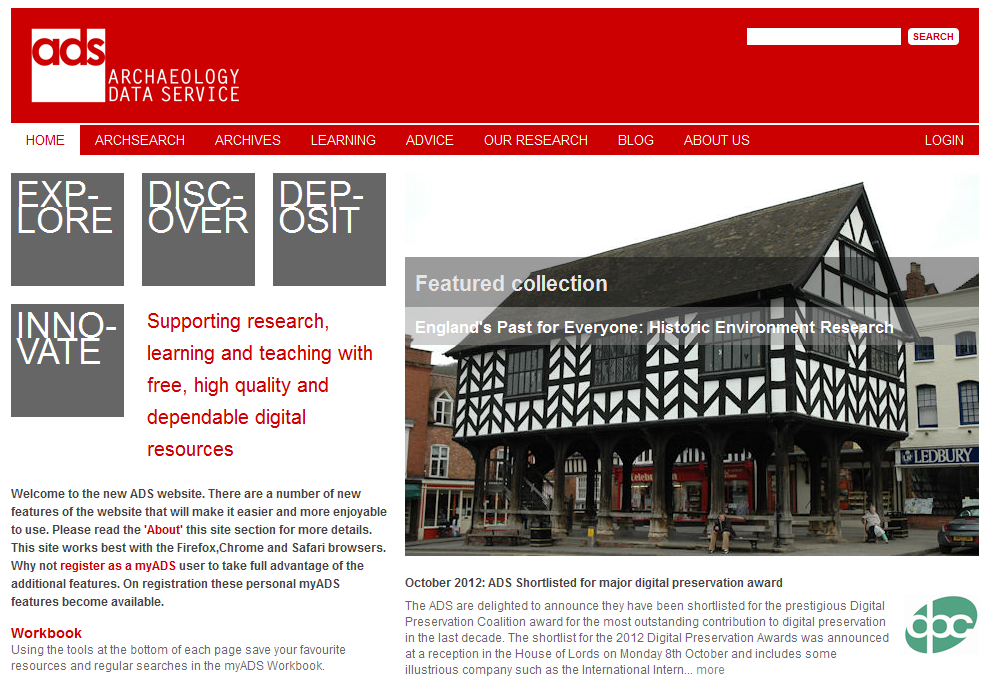 ads
ARCHAEOLOGY
DATA SERVICE
SEARCH
HOME ARCHSEARCH ARCHIVES LEARNING ADVICE OUR RESEARCH BLOG ABOUT US LOGIN
EXP-
LORE
DISC-
OVER
DEP-
OSIT
INNO-
VATE
Supporting research,
learning and teaching with
free, high quality and
dependable digital
resources
Welcome to the new ADS website. There are a number of new
features of the website that will make it easier and more enjoyable
to use. Please read the 'About' this site section for more details.
This site works best with the Firefox,Chrome and Safari browsers.
Why not register as a myADS user to take full advantage of the
additional features. On registration these personal myADS
features become available.
Workbook
Using the tools at the bottom of each page save your favourite
resources and regular searches in the myADS Workbook.
Featured collection
England's Past for Everyone: Historic Environment Research
LEDBURY
October 2012: ADS Shortlisted for major digital preservation award
The ADS are delighted to announce they have been shortlisted for the prestigious Digital
Preservation Coalition award for the most outstanding contribution to digital preservation
in the last decade. The shortlist for the 2012 Digital Preservation Awards was announced
at a reception in the House of Lords on Monday 8th October and includes some
illustrious company such as the International Intern... more
dpc